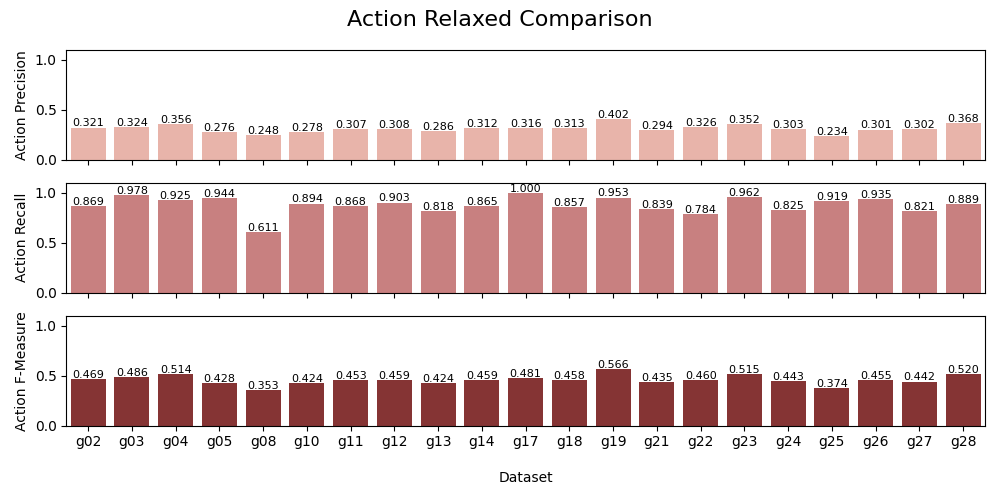 Action Relaxed Comparison
Action Precision
1.0
0.5
0.0
0.321 0.324 0.356 0.276 0.248 0.278 0.307 0.308 0.286 0.312 0.316 0.313 0.402 0.294 0.326 0.352 0.303 0.234 0.301 0.302 0.368
Action Recall
1.0
0.5
0.0
0.869 0.978 0.925 0.944 0.611 0.894 0.868 0.903 0.818 0.865 1.000 0.857 0.953 0.839 0.784 0.962 0.825 0.919 0.935 0.821 0.889
Action F-Measure
1.0
0.5
0.0
0.469 0.486 0.514 0.428 0.353 0.424 0.453 0.459 0.424 0.459 0.481 0.458 0.566 0.435 0.460 0.515 0.443 0.374 0.455 0.442 0.520
g02 g03 g04 g05 g08 g10 g11 g12 g13 g14 g17 g18 g19 g21 g22 g23 g24 g25 g26 g27 g28
Dataset